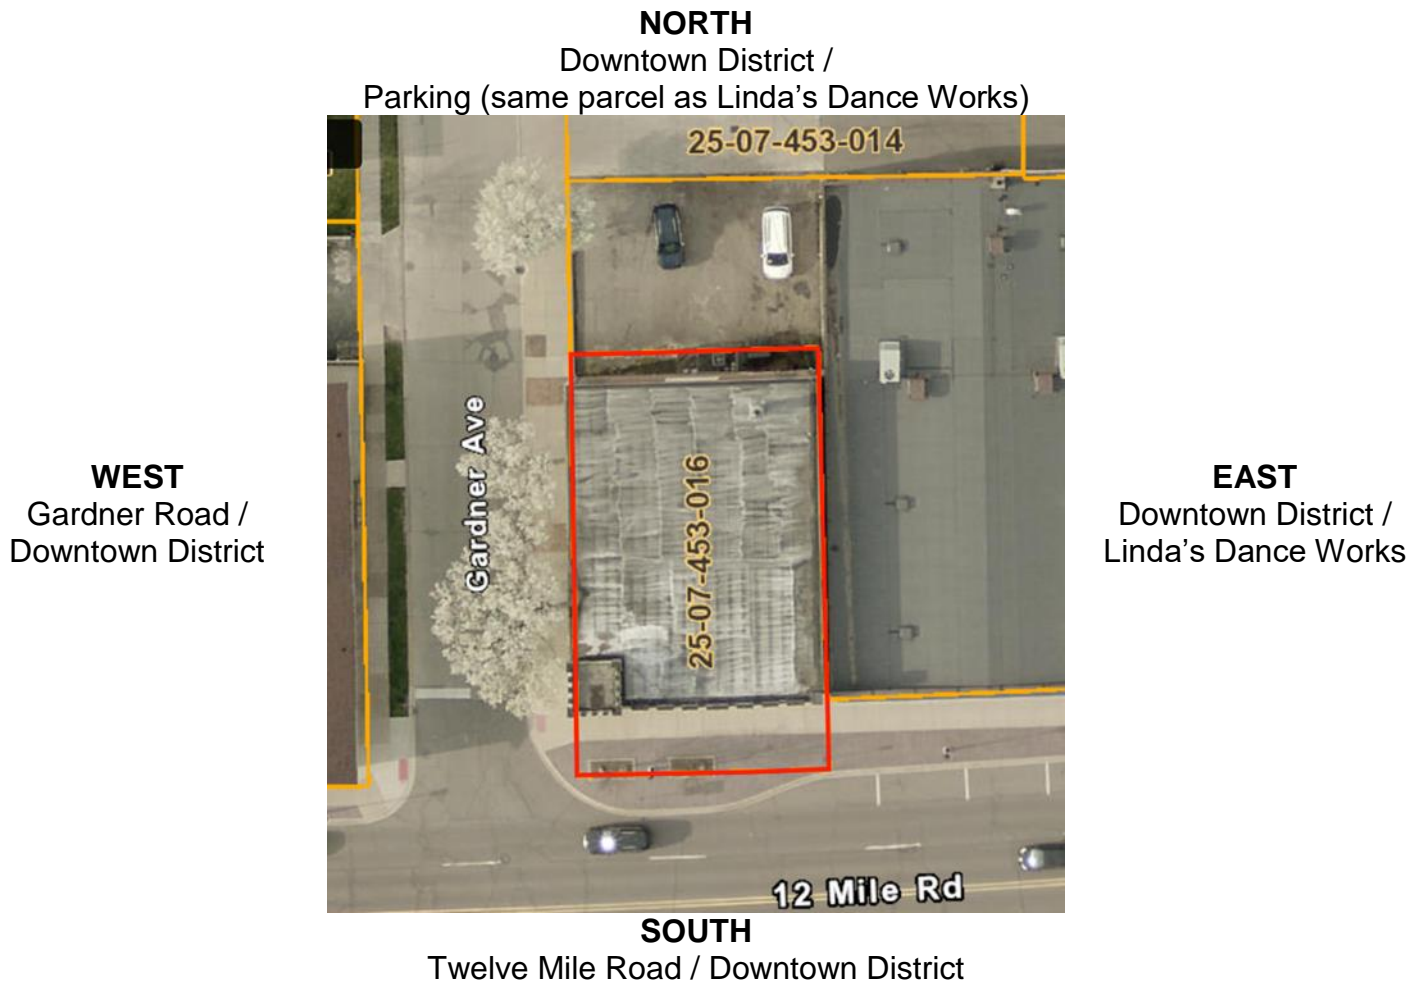 NORTH
Downtown District /
Parking (same parcel as Linda's Dance Works)
25-07-453-014
Gardner Ave
25-07-453-016
WEST
Gardner Road /
Downtown District
EAST
Downtown District /
Linda's Dance Works
12 Mile Rd
SOUTH
Twelve Mile Road / Downtown District